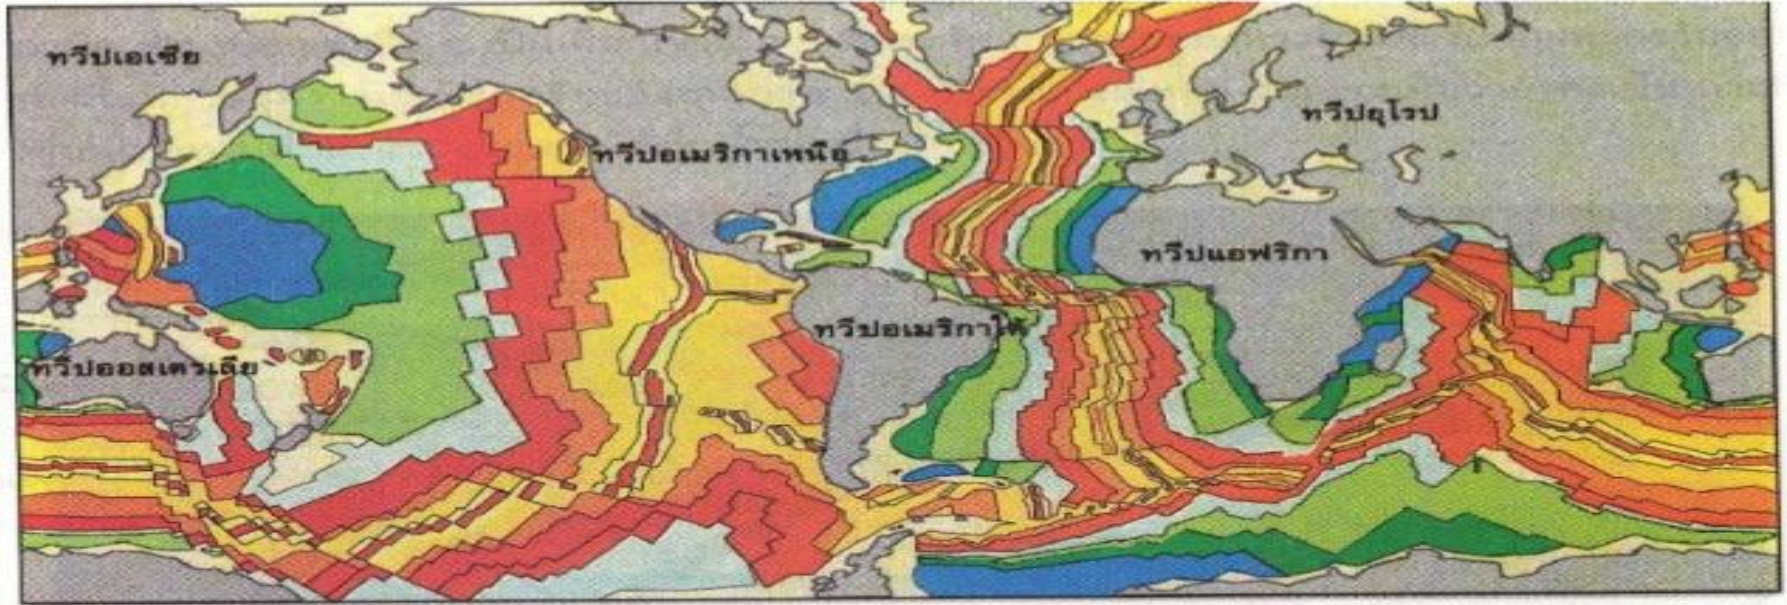 ทวีปเอเชีย
ทวีปยุโรป
ทวีปอเมริกาเหนือ
ทวีปแอฟริกา
ทวีปอเมริกาใต้
ทวีปออสเตรเลีย